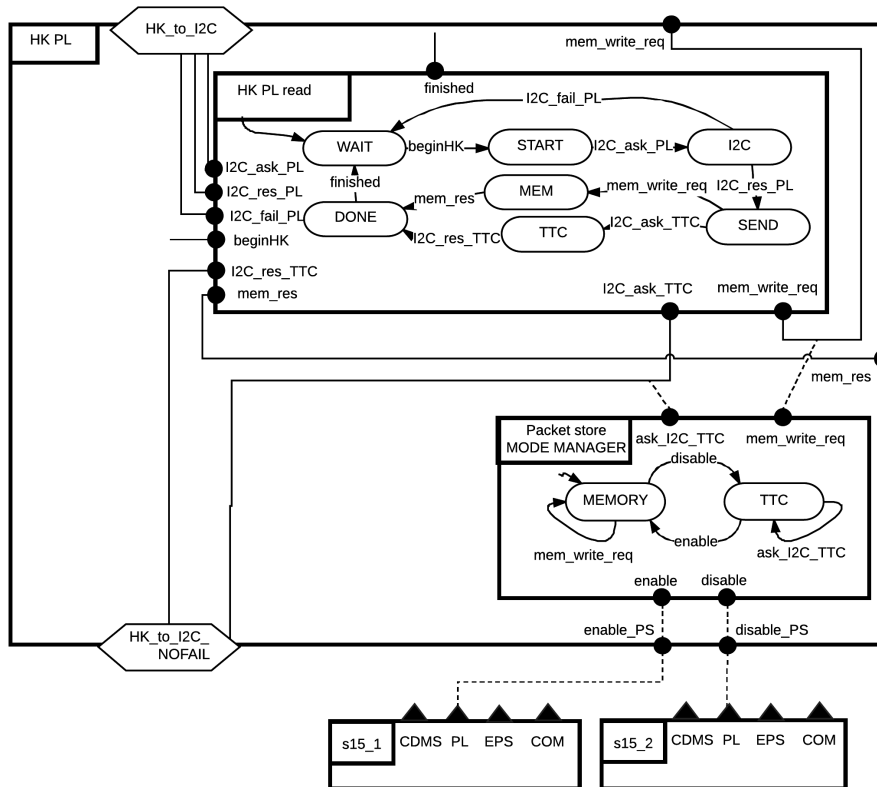 HK_to_I2C
HK PL
mem_write_req
finished
HK PL read
I2C_fail_PL
WAIT
beginHK
START
I2C_ask_PL
I2C
I2C_ask_PL
finished
mem_res
MEM
mem_write_req
I2C_res_PL
I2C_res_PL
I2C_fail_PL
DONE
I2C_res_TTC
TTC
I2C_ask_TTC
SEND
beginHK
I2C_res_TTC
mem_res
I2C_ask_TTC
mem_write_req
mem_res
Packet store
MODE MANAGER
ask_I2C_TTC
mem_write_req
disable
MEMORY
TTC
enable
mem_write_req
ask_I2C_TTC
enable
disable
enable_PS
disable_PS
HK_to_I2C_
NOFAIL
s15_1
CDMS
PL
EPS
COM
s15_2
CDMS
PL
EPS
COM